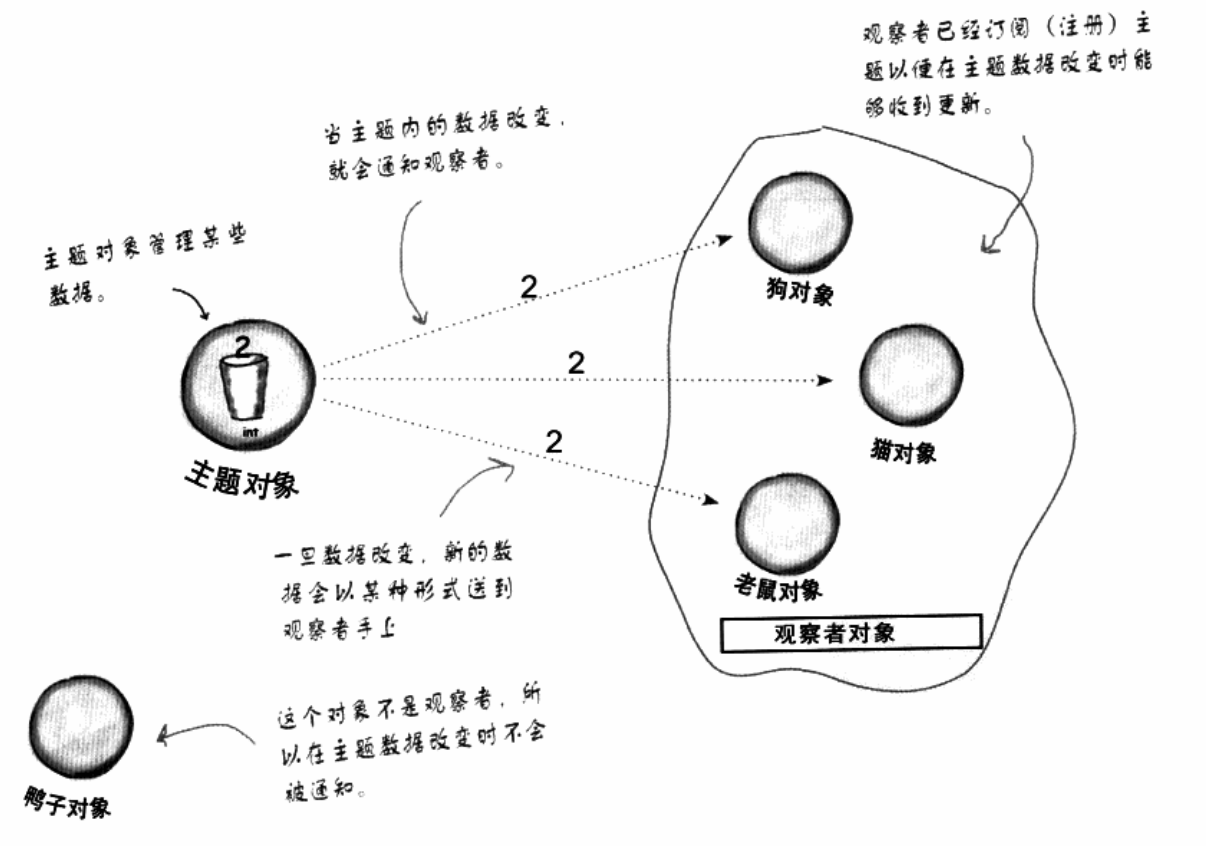 观察者已经订阅（注册）主
题以便在主题数据改变时能
够收到更新。
当主题内的数据改变，
就会通知观察者。
主题对象管理某些
数据。
2
int
主题对象
2
2
2
狗对象
猫对象
老鼠对象
观察者对象
一旦数据改变，新的数
据会以某种形式送到
观察者手上
这个对象不是观察者，所
以在主题数据改变时不会
被通知。
鸭子对象